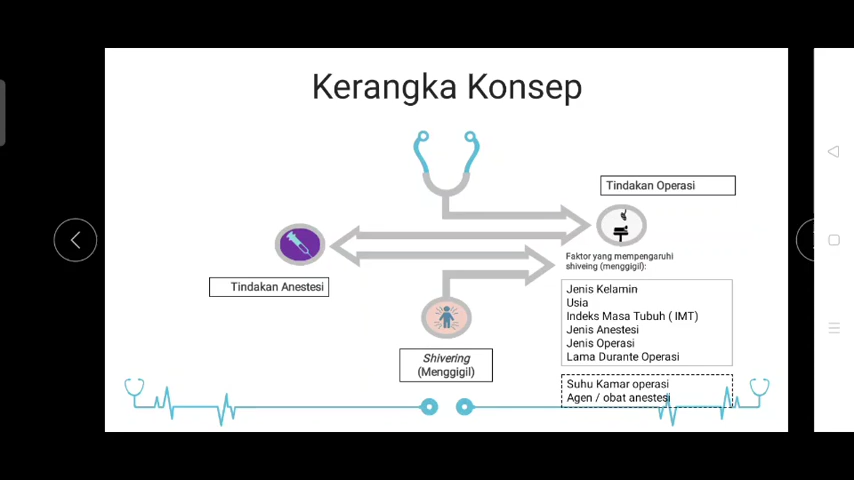 Kerangka Konsep
Tindakan Operasi
Tindakan Anestesi
Faktor yang mempengaruhi
shiveing (menggigil):
Jenis Kelamin
Usia
Indeks Masa Tubuh ( IMT)
Jenis Anestesi
Jenis Operasi
Lama Durante Operasi
Shivering
(Menggigil)
Suhu Kamar operasi
Agen / obat anestesi